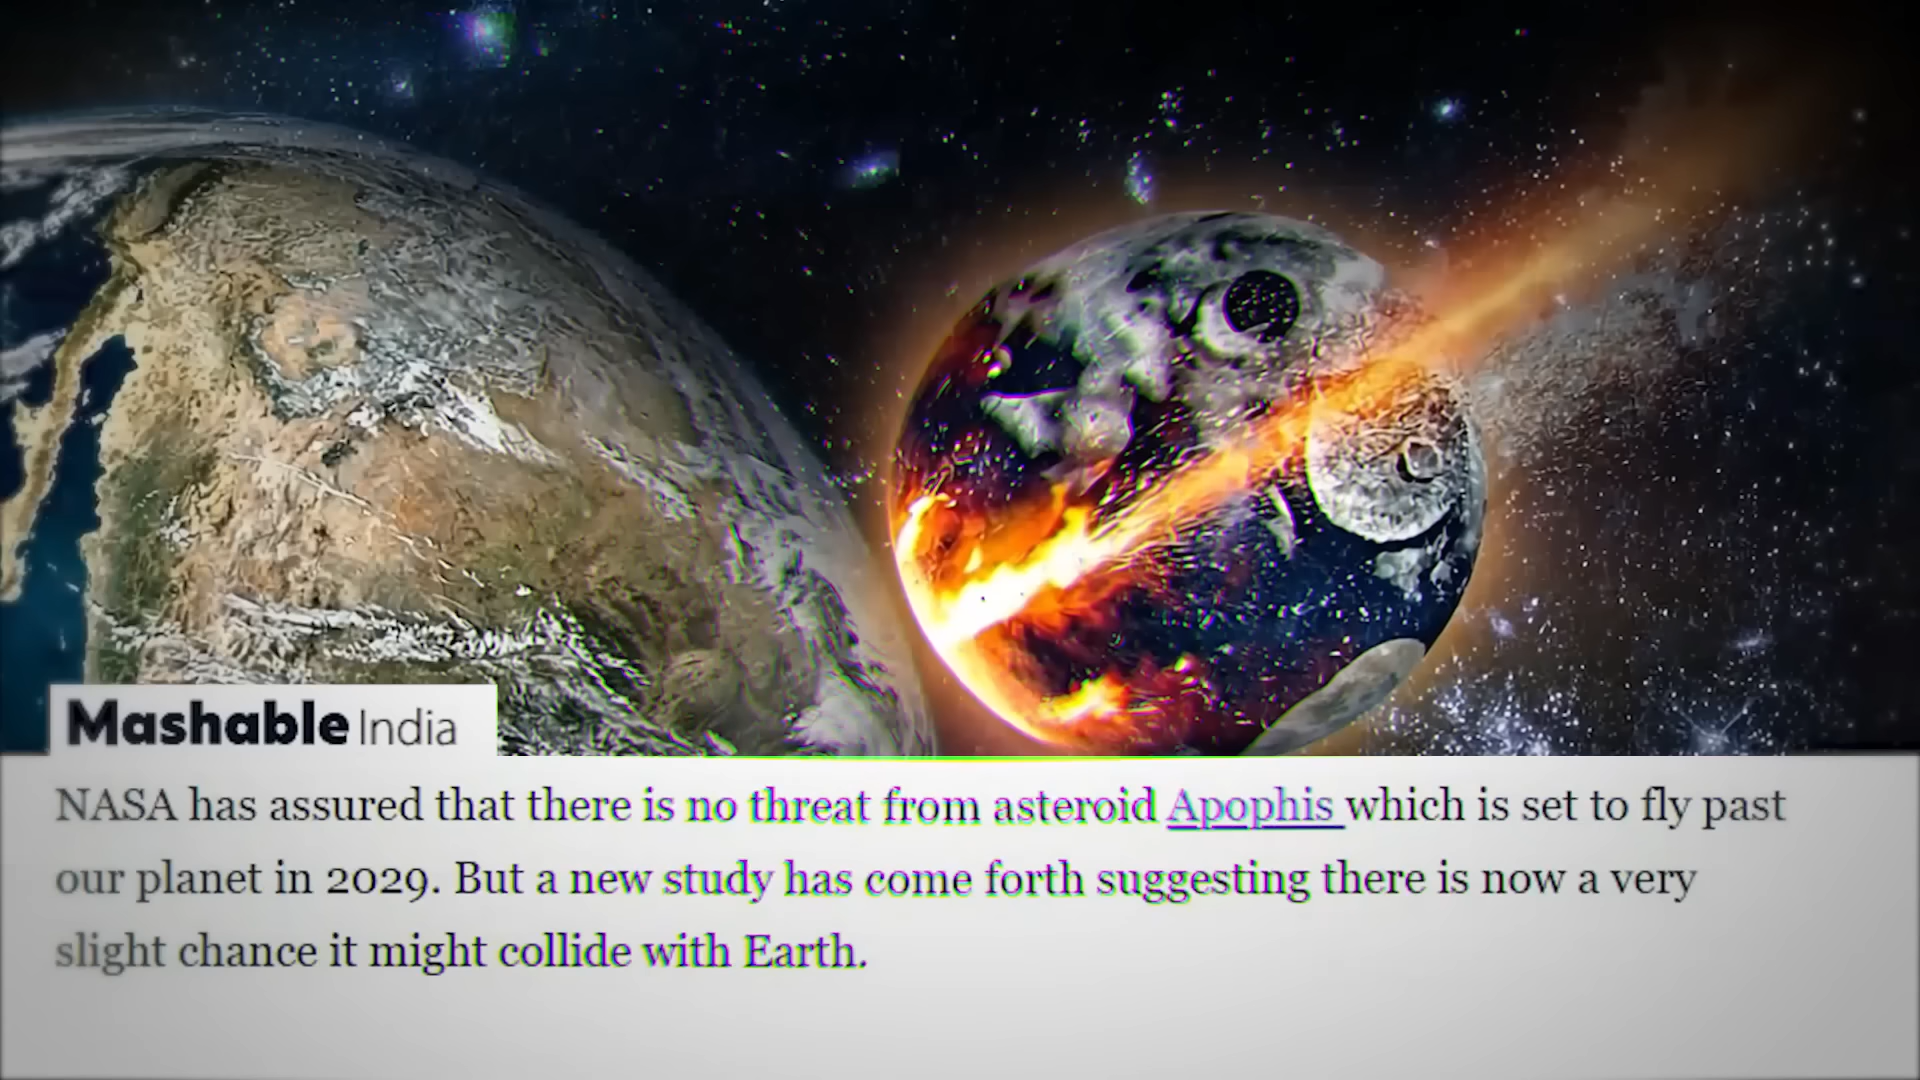 Mashable India
NASA has assured that there is no threat from asteroid Apophis which is set to fly past
our planet in 2029. But a new study has come forth suggesting there is now a very
slight chance it might collide with Earth.